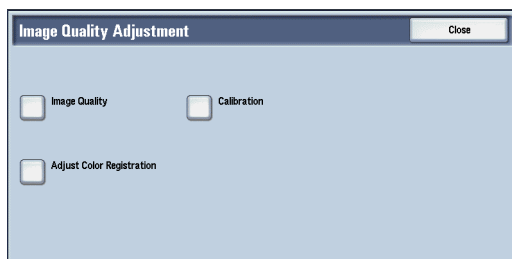 Image Quality Adjustment
Close
Image Quality
Calibration
Adjust Color Registration